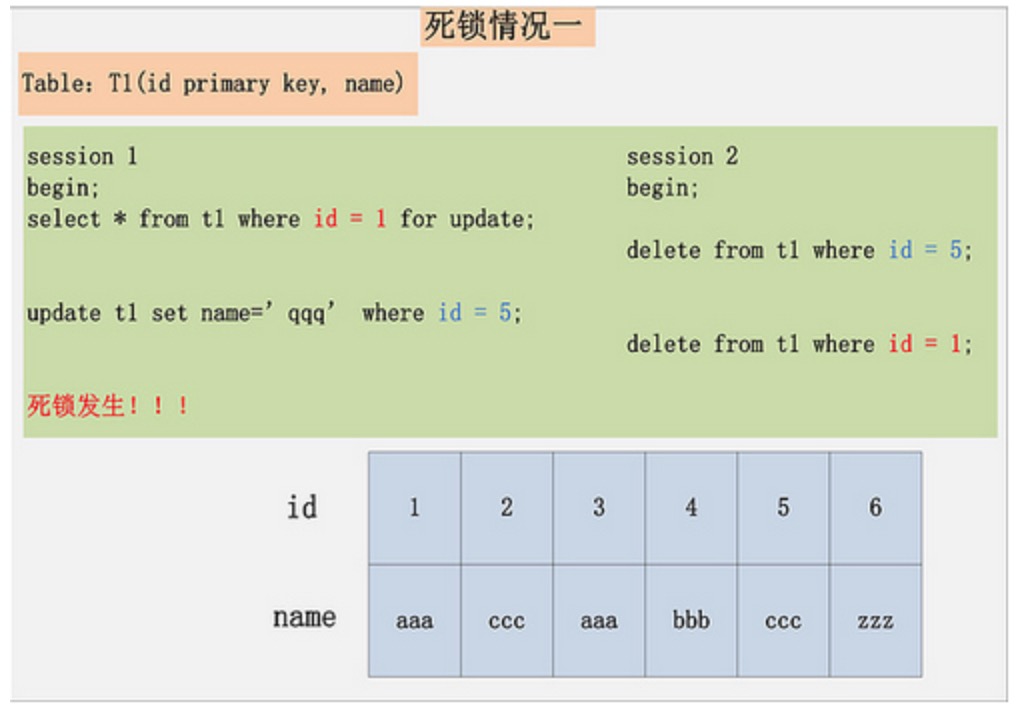 死锁情况一
Table：T1(id primary key, name)
session 1
begin;
select * from t1 where id = 1 for update;
update t1 set name=’qqq’ where id = 5;
死锁发生！！！
session 2
begin;
delete from t1 where id = 5;
delete from t1 where id = 1;
id 1 2 3 4 5 6
name aaa ccc aaa bbb ccc zzz